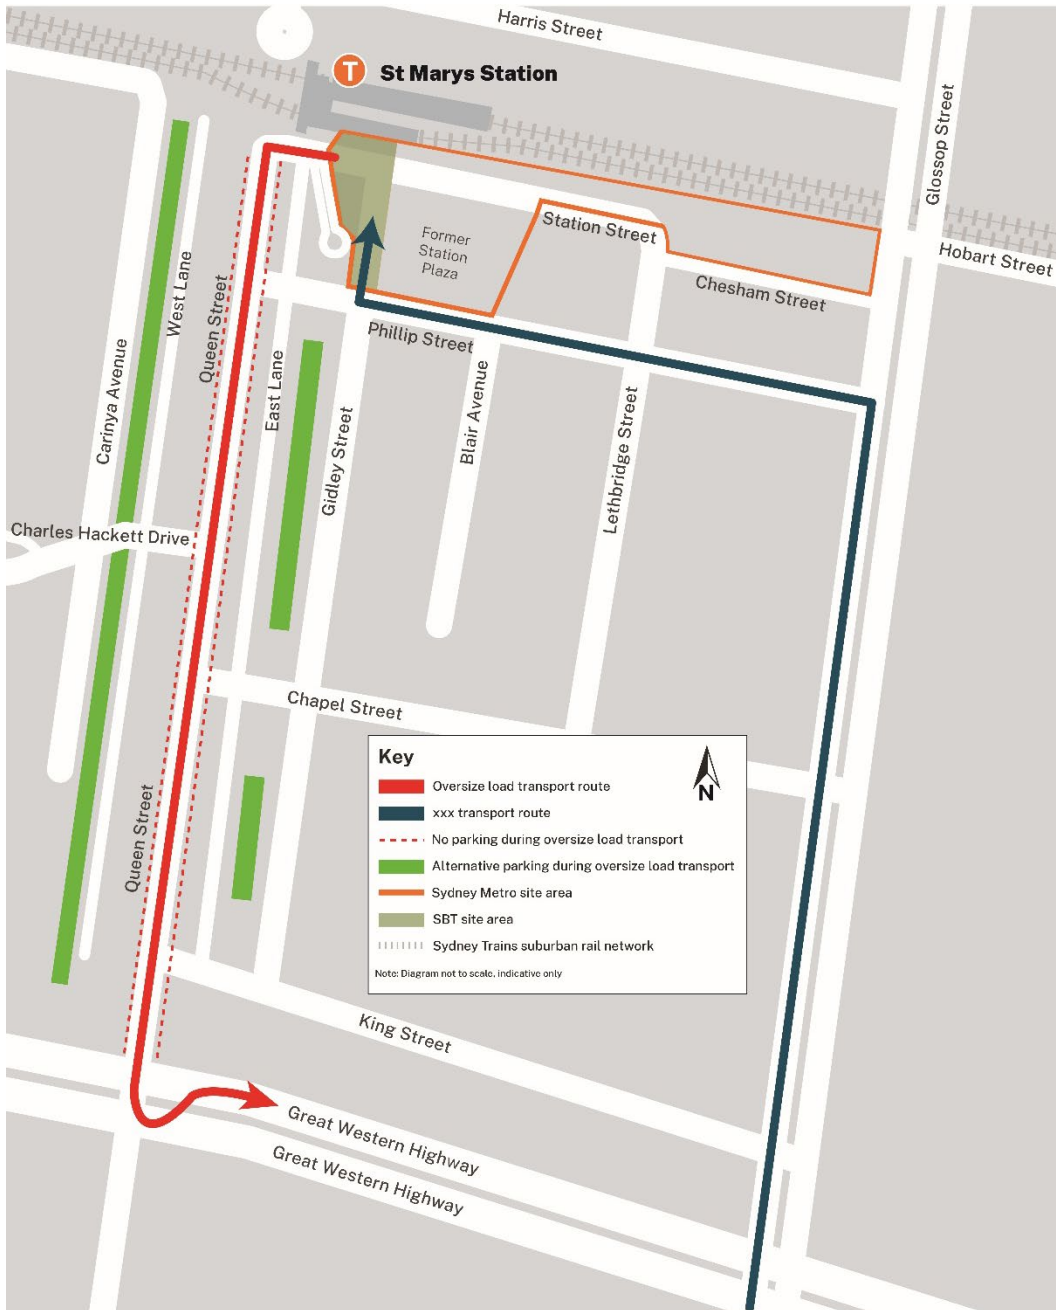 Harris Street
T
St Marys Station
Glossop Street
Hobart Street
Station Street
Former
Station
Plaza
Chesham Street
West Lane
Queen Street
Carinya Avenue
Phillip Street
East Lane
Gidley Street
Blair Avenue
Lethbridge Street
Charles Hackett Drive
Chapel Street
Queen Street
Key
N
Oversize load transport route
xxx transport route
No parking during oversize load transport
Alternative parking during oversize load transport
Sydney Metro site area
SBT site area
Sydney Trains suburban rail network
Note: Diagram not to scale, indicative only
King Street
Great Western Highway
Great Western Highway